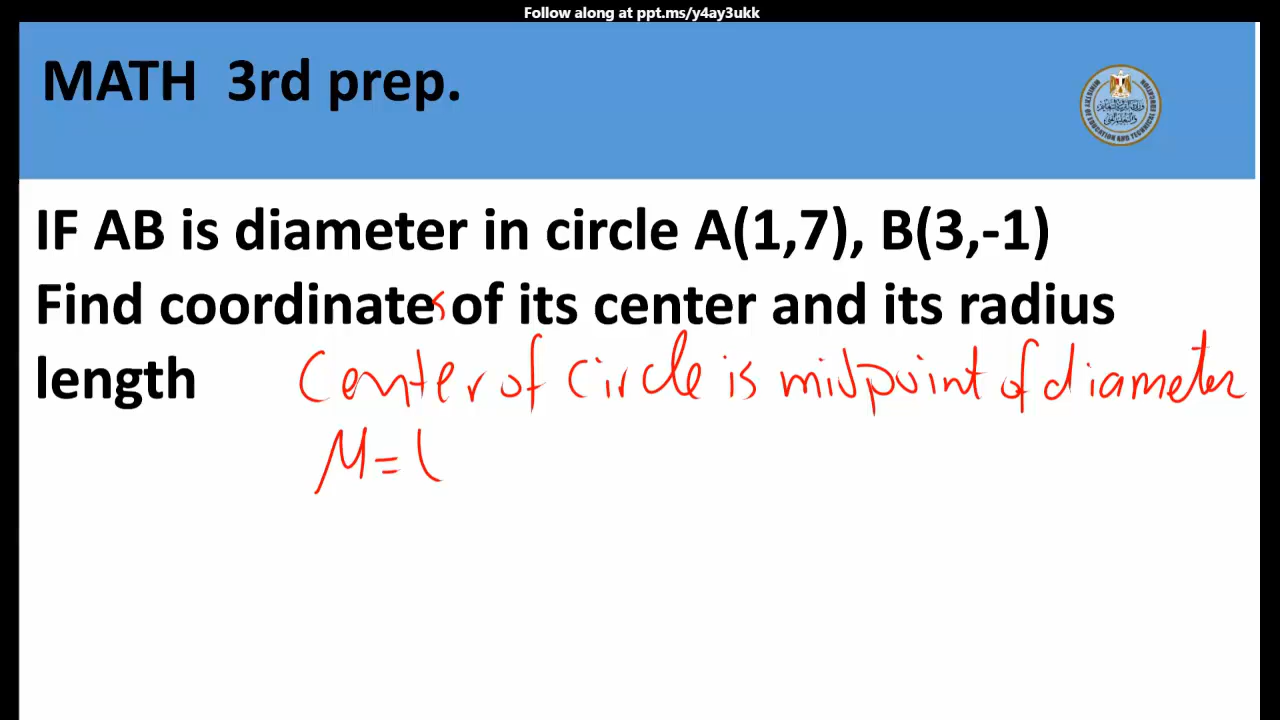 Follow along at ppt.ms/y4ay3ukk
MATH 3rd prep.
IF AB is diameter in circle A(1,7), B(3,-1)
Find coordinates of its center and its radius
length Center of circle is midpoint of diameter
M = (